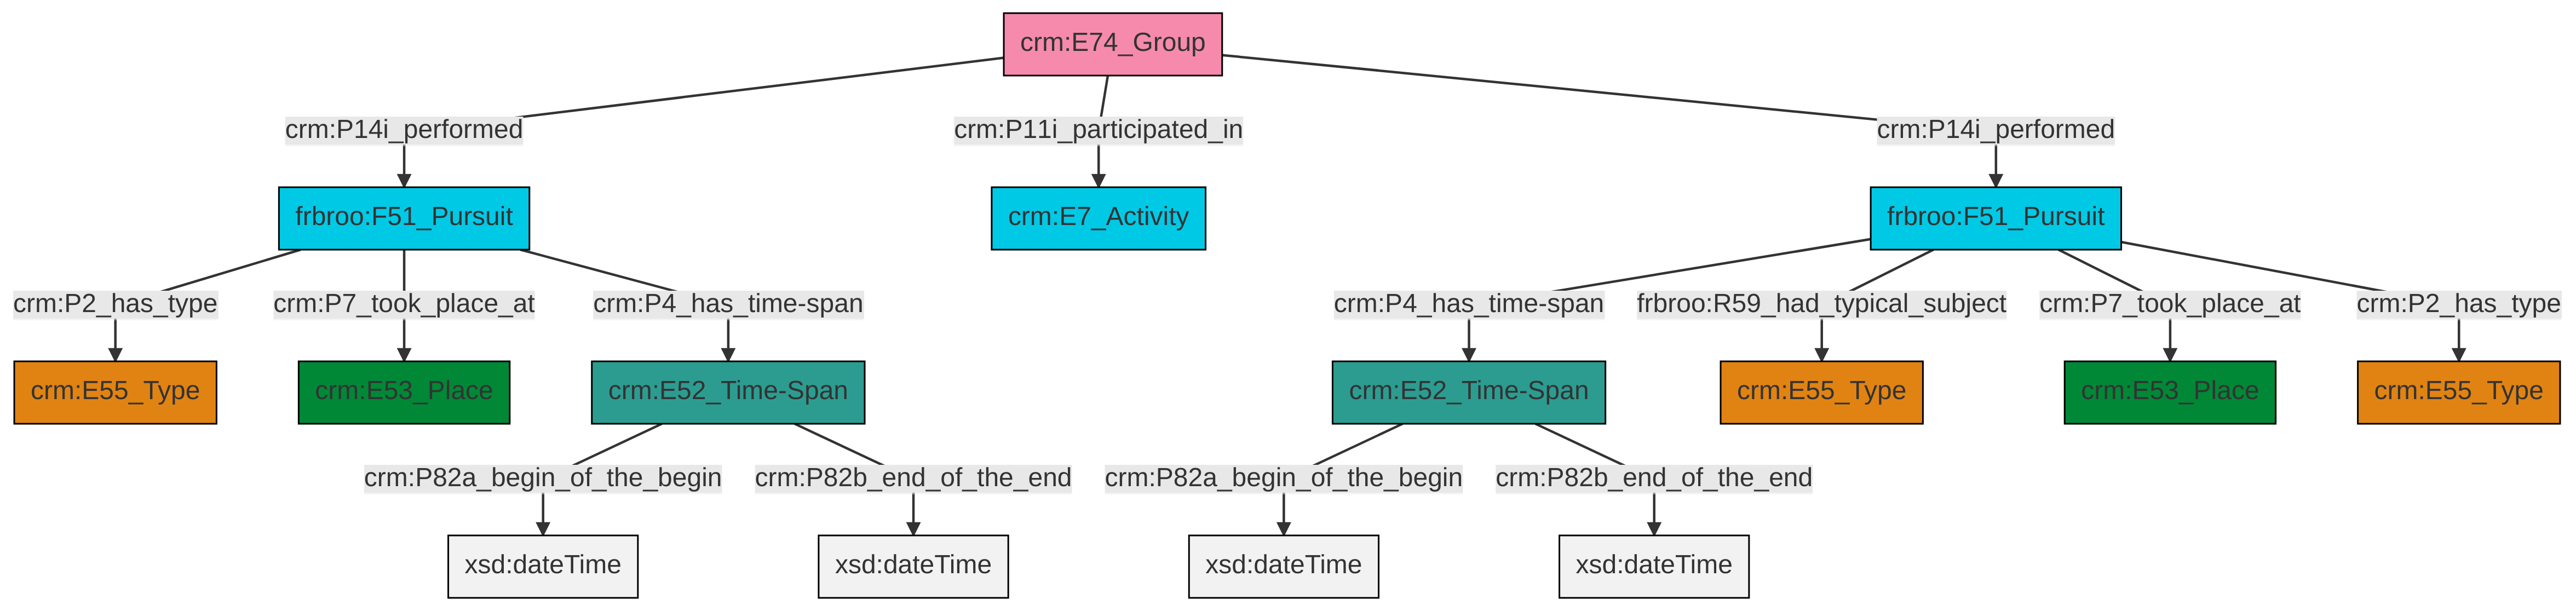 crm:E74_Group
crm:P14i_performed
crm:P11i_participated_in
crm:P14i_performed
frbroo:F51_Pursuit
crm:E7_Activity
frbroo:F51_Pursuit
crm:P2_has_type
crm:P7_took_place_at
crm:P4_has_time-span
crm:P4_has_time-span
frbroo:R59_had_typical_subject
crm:P7_took_place_at
crm:P2_has_type
crm:E55_Type
crm:E53_Place
crm:E52_Time-Span
crm:E52_Time-Span
crm:E55_Type
crm:E53_Place
crm:E55_Type
crm:P82a_begin_of_the_begin
crm:P82b_end_of_the_end
crm:P82a_begin_of_the_begin
crm:P82b_end_of_the_end
xsd:dateTime
xsd:dateTime
xsd:dateTime
xsd:dateTime